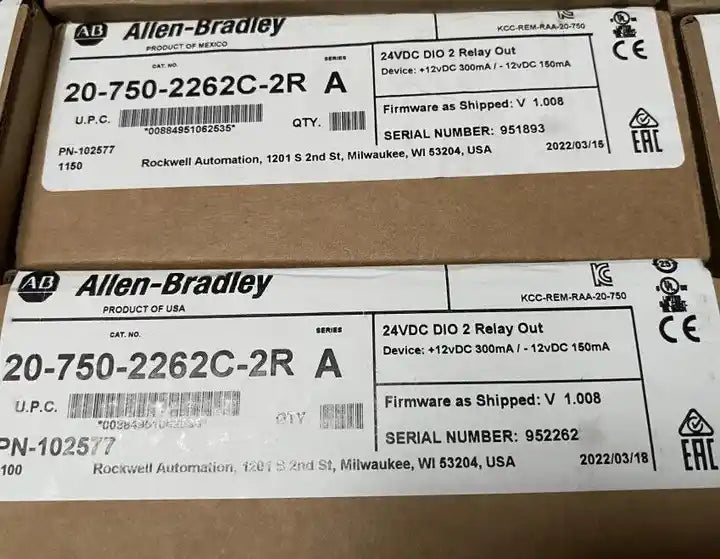 AB Allen-Bradley
PRODUCT OF MEXICO
KCC-REM-RAA-20-750
CAT. NO.
SERIES
20-750-2262C-2R A
24VDC DIO 2 Relay Out
Device: +12vDC 300mA / - 12vDC 150mA
U.P.C.
*00884951062535*
QTY.
Firmware as Shipped: V 1.008
SERIAL NUMBER: 951893
PN-102577
1150
Rockwell Automation, 1201 S 2nd St, Milwaukee, WI 53204, USA
2022/03/15
CE
EAC
AB Allen-Bradley
PRODUCT OF USA
KCC-REM-RAA-20-750
CAT. NO.
SERIES
20-750-2262C-2R A
24VDC DIO 2 Relay Out
Device: +12vDC 300mA / - 12vDC 150mA
U.P.C.
QTY
Firmware as Shipped: V 1.008
SERIAL NUMBER: 952262
PN-102577
100
Rockwell Automation, 1201 S 2nd St, Milwaukee, WI 53204, USA
2022/03/18
CE
EAC